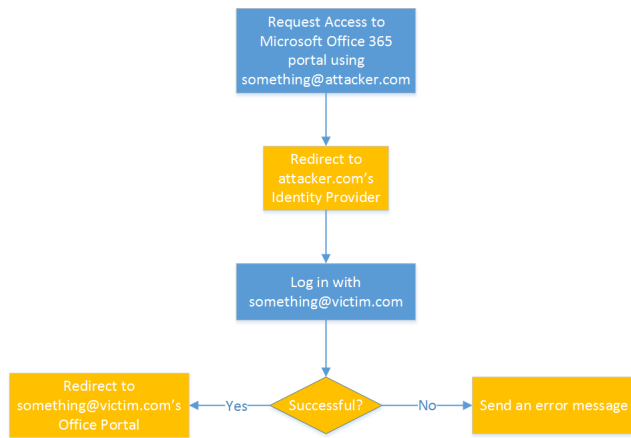 Request Access to
Microsoft Office 365
portal using
something@attacker.com
Redirect to
attacker.com's
Identity Provider
Log in with
something@victim.com
Successful?
Yes
No
Redirect to
something@victim.com's
Office Portal
Send an error message